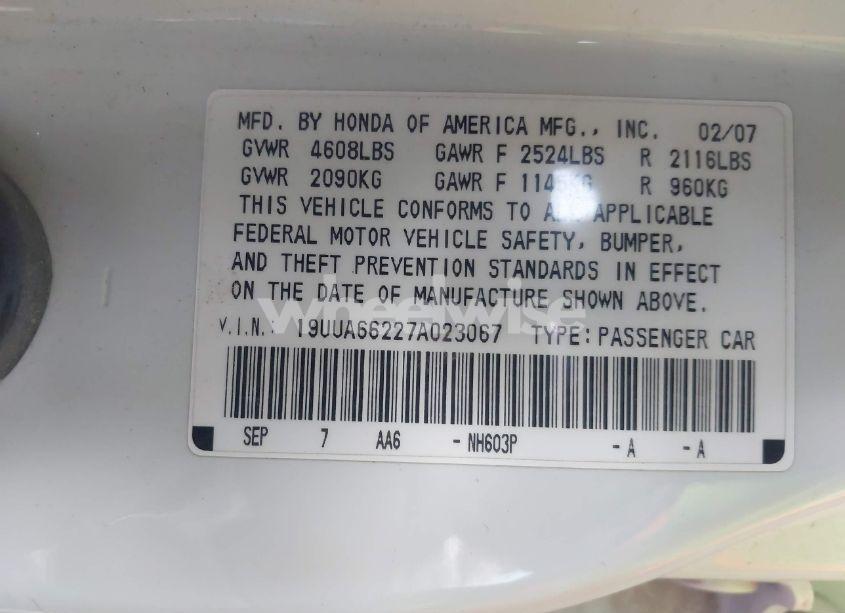 MFD. BY HONDA OF AMERICA MFG., INC. 02/07
GVWR 4608LBS GAWR F 2524LBS R 2116LBS
GVWR 2090KG GAWR F R 960KG
THIS VEHICLE CONFORMS TO APPLICABLE
FEDERAL MOTOR VEHICLE SAFETY, BUMPER,
AND THEFT PREVENTION STANDARDS IN EFFECT
ON THE DATE OF MANUFACTURE SHOWN ABOVE.
wheelwise
V.I.N.: 19UUA66227A023067 TYPE: PASSENGER CAR
SEP 7 AA6 - NH603P - A - A